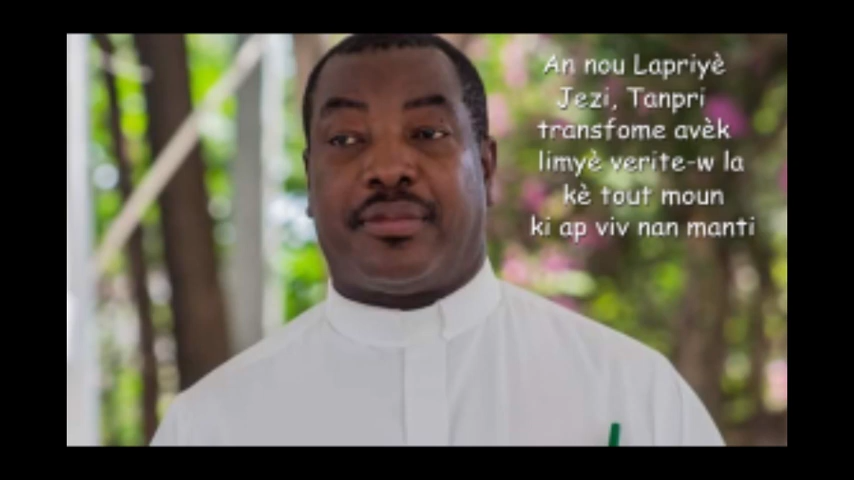 An nou Lapriyè
Jezi, Tanpri
transfome avèk
limyè verite-w la
kè tout moun
ki ap viv nan manti